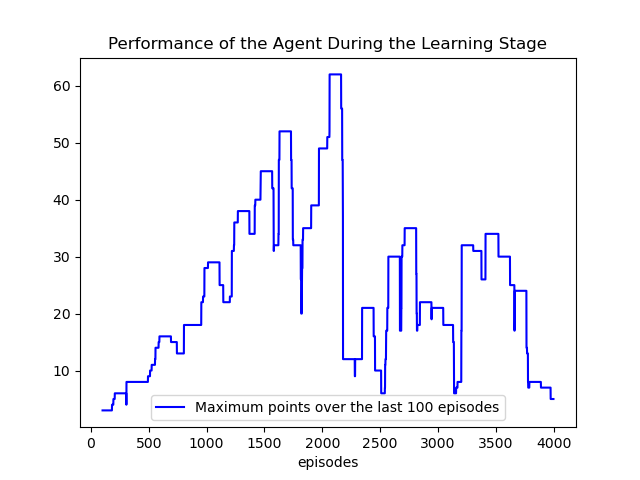 Performance of the Agent During the Learning Stage
60
50
40
30
20
10
Maximum points over the last 100 episodes
0 500 1000 1500 2000 2500 3000 3500 4000
episodes